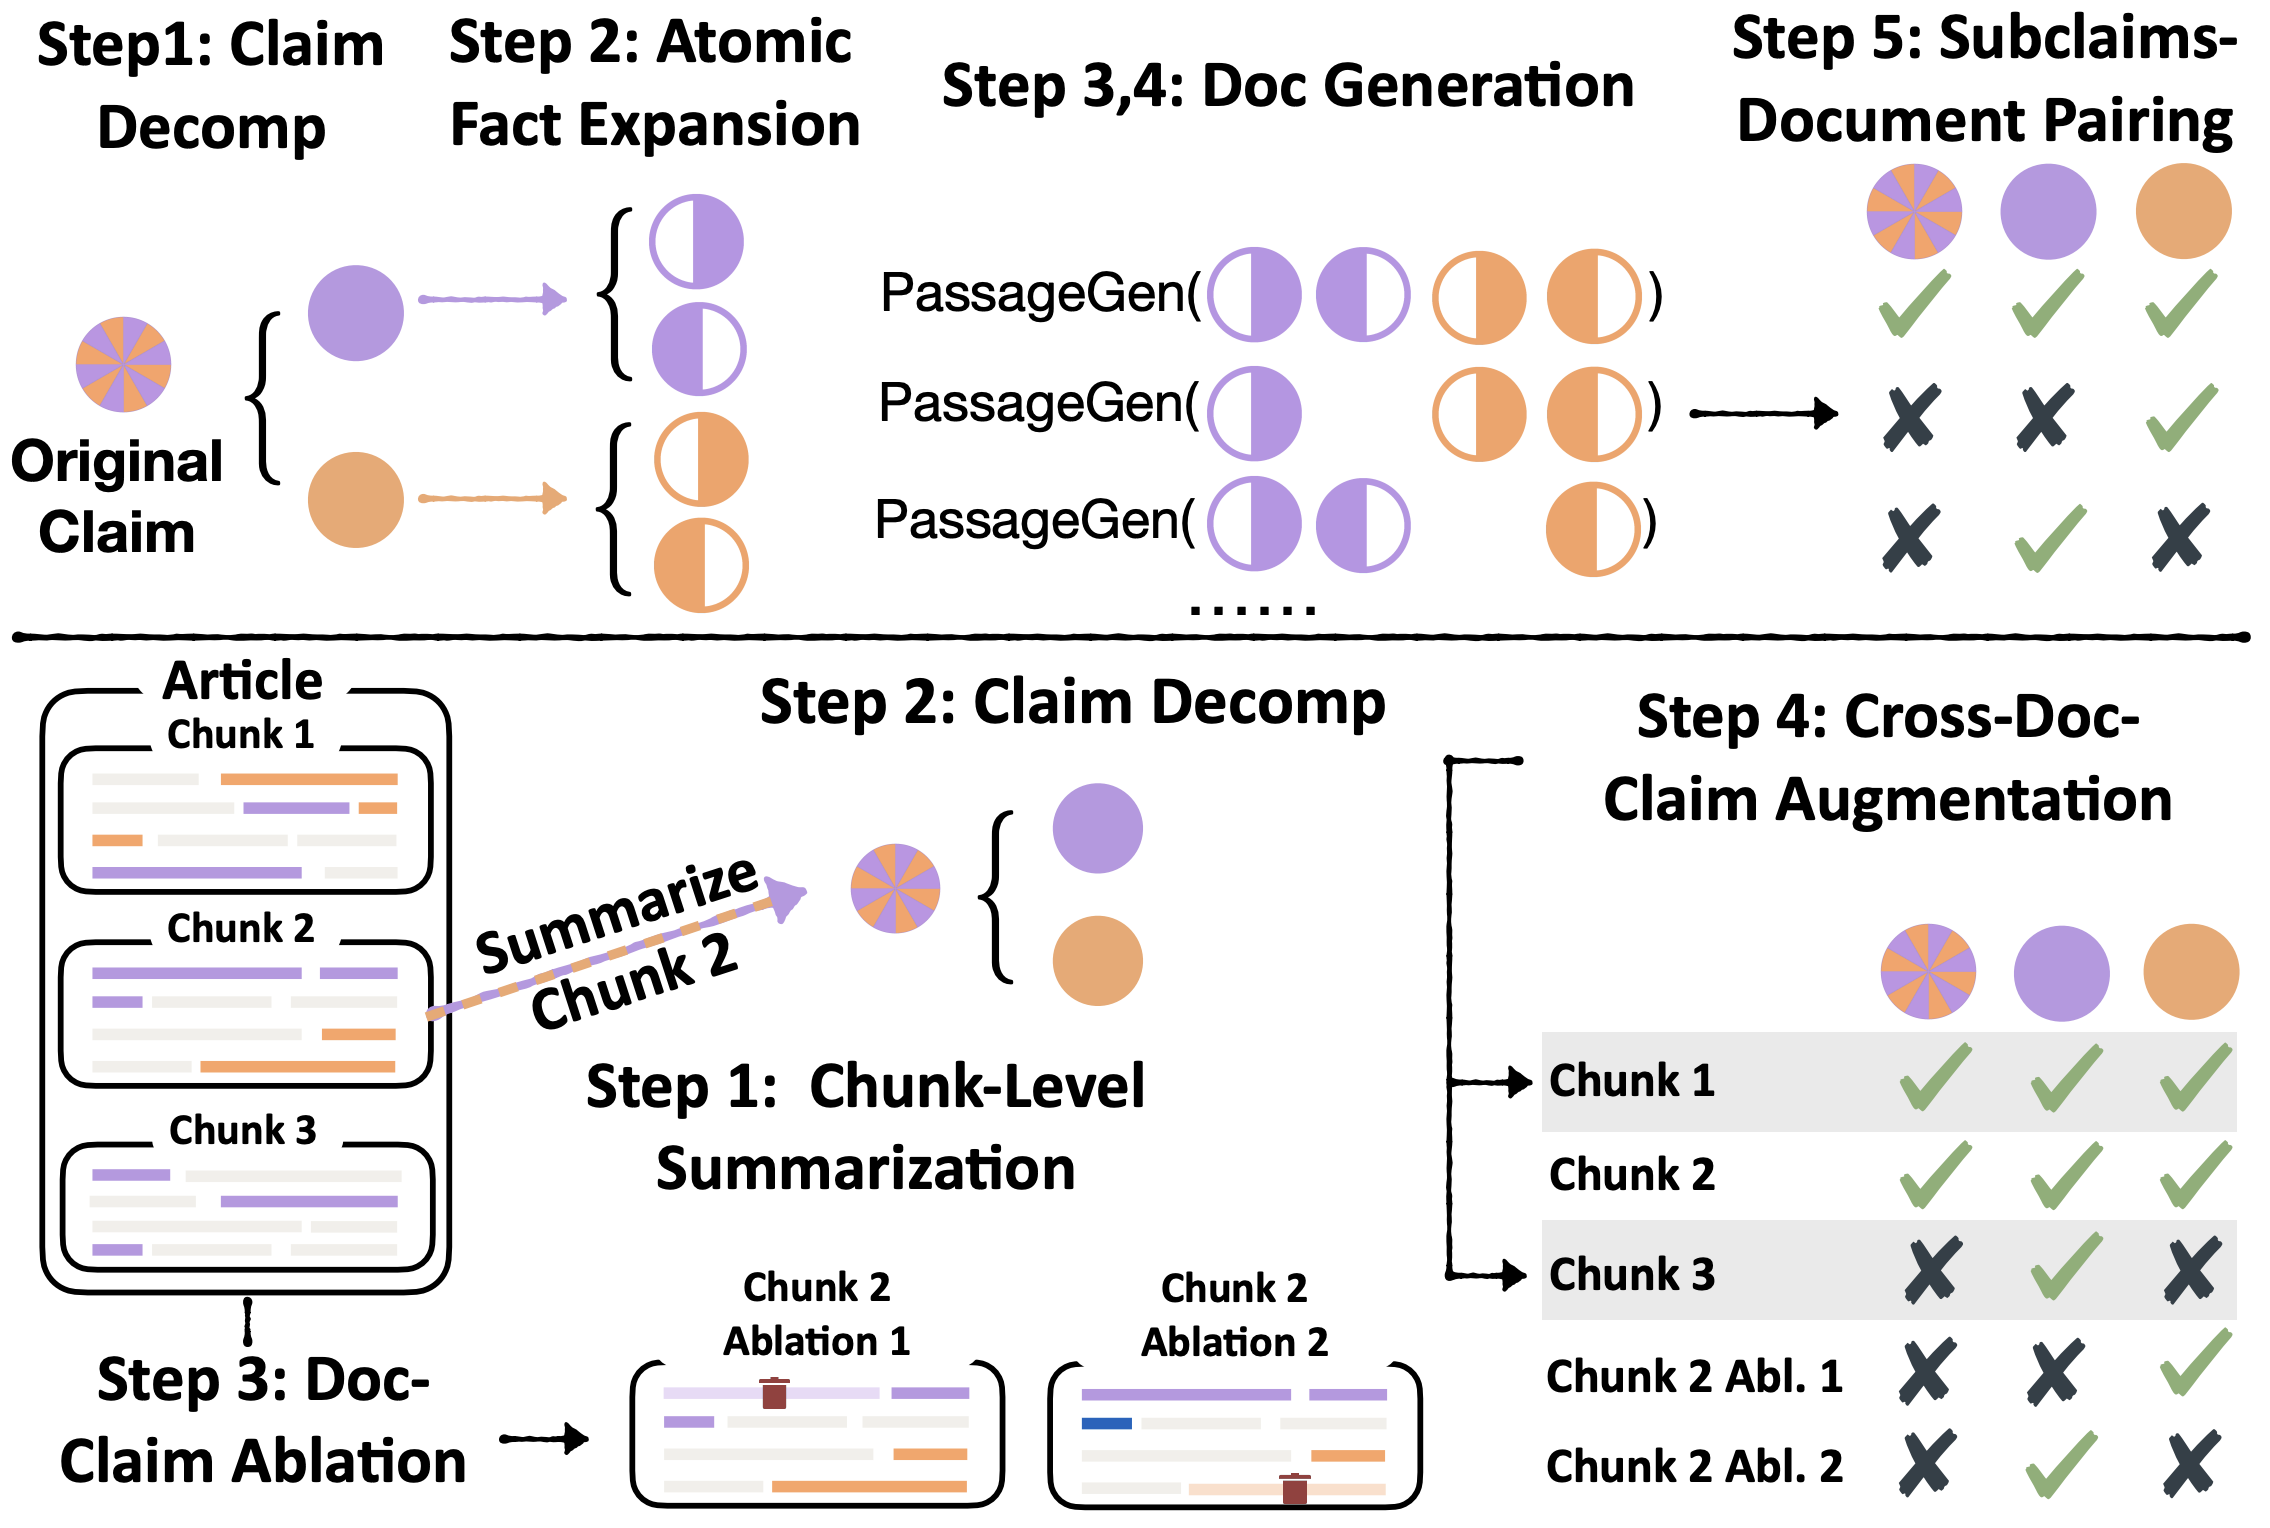 Step1: Claim
Decomp
Step 2: Atomic
Fact Expansion
Step 3,4: Doc Generation
Step 5: Subclaims-
Document Pairing
Original
Claim
PassageGen( )
PassageGen( )
PassageGen( )
......
Article
Chunk 1
Chunk 2
Chunk 3
Summarize
Chunk 2
Step 2: Claim Decomp
Step 1: Chunk-Level
Summarization
Step 3: Doc-
Claim Ablation
Chunk 2
Ablation 1
Chunk 2
Ablation 2
Step 4: Cross-Doc-
Claim Augmentation
Chunk 1
Chunk 2
Chunk 3
Chunk 2 Abl. 1
Chunk 2 Abl. 2